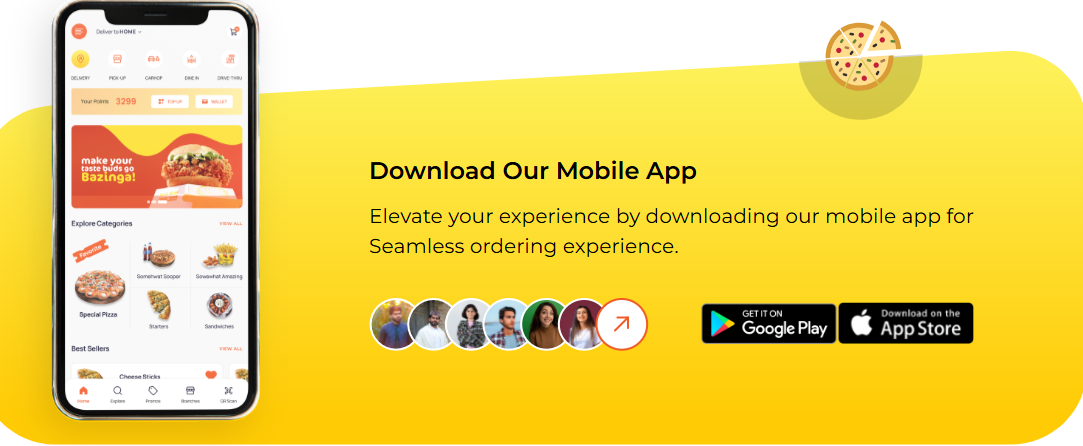 Deliver to HOME
DELIVERY PICK-UP CARHOP DINE IN DRIVE-THRU
Your Points 3299 TOP UP WALLET
make your
taste buds go
Bazinga!
Explore Categories VIEW ALL
Favorite
Somehwat Sooper Sowawhat Amazing
Special Pizza
Starters Sandwiches
Best Sellers VIEW ALL
Cheese Sticks
Home Explore Promos Branches QR Scan
Download Our Mobile App
Elevate your experience by downloading our mobile app for
Seamless ordering experience.
GET IT ON
Google Play
Download on the
App Store